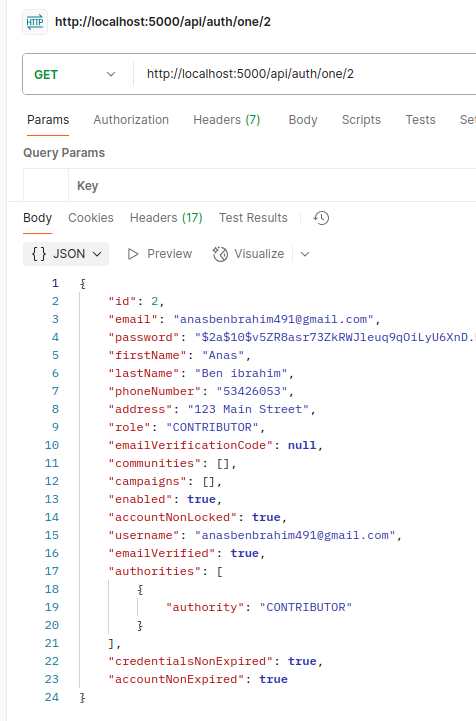 HTTP http://localhost:5000/api/auth/one/2
GET http://localhost:5000/api/auth/one/2
Params Authorization Headers (7) Body Scripts Tests
Query Params
Key
Body Cookies Headers (17) Test Results
{} JSON Preview Visualize
1 {
2 "id": 2,
3 "email": "anasbenbrahim491@gmail.com",
4 "password": "$2a$10$v5ZR8asr73ZkRWJleuq9qOiLyU6XnD.
5 "firstName": "Anas",
6 "lastName": "Ben ibrahim",
7 "phoneNumber": "53426053",
8 "address": "123 Main Street",
9 "role": "CONTRIBUTOR",
10 "emailVerificationCode": null,
11 "communities": [],
12 "campaigns": [],
13 "enabled": true,
14 "accountNonLocked": true,
15 "username": "anasbenbrahim491@gmail.com",
16 "emailVerified": true,
17 "authorities": [
18 {
19 "authority": "CONTRIBUTOR"
20 }
21 ],
22 "credentialsNonExpired": true,
23 "accountNonExpired": true
24 }